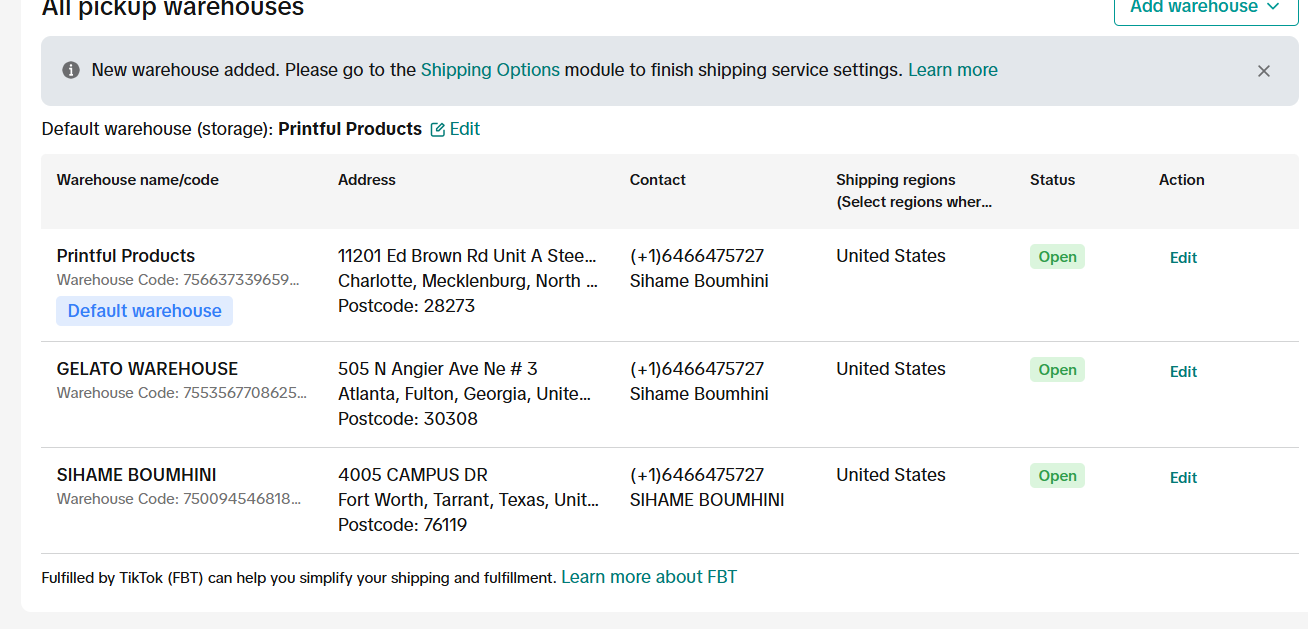 All pickup warehouses
Add warehouse
New warehouse added. Please go to the Shipping Options module to finish shipping service settings. Learn more
Default warehouse (storage): Printful Products Edit
Warehouse name/code Address Contact Shipping regions (Select regions wher... Status Action
Printful Products
Warehouse Code: 756637339659...
Default warehouse
11201 Ed Brown Rd Unit A Stee...
Charlotte, Mecklenburg, North ...
Postcode: 28273
(+1)6466475727
Sihame Boumhini
United States
Open
Edit
GELATO WAREHOUSE
Warehouse Code: 7553567708625...
505 N Angier Ave Ne # 3
Atlanta, Fulton, Georgia, Unite...
Postcode: 30308
(+1)6466475727
Sihame Boumhini
United States
Open
Edit
SIHAME BOUMHINI
Warehouse Code: 750094546818...
4005 CAMPUS DR
Fort Worth, Tarrant, Texas, Unit...
Postcode: 76119
(+1)6466475727
SIHAME BOUMHINI
United States
Open
Edit
Fulfilled by TikTok (FBT) can help you simplify your shipping and fulfillment. Learn more about FBT